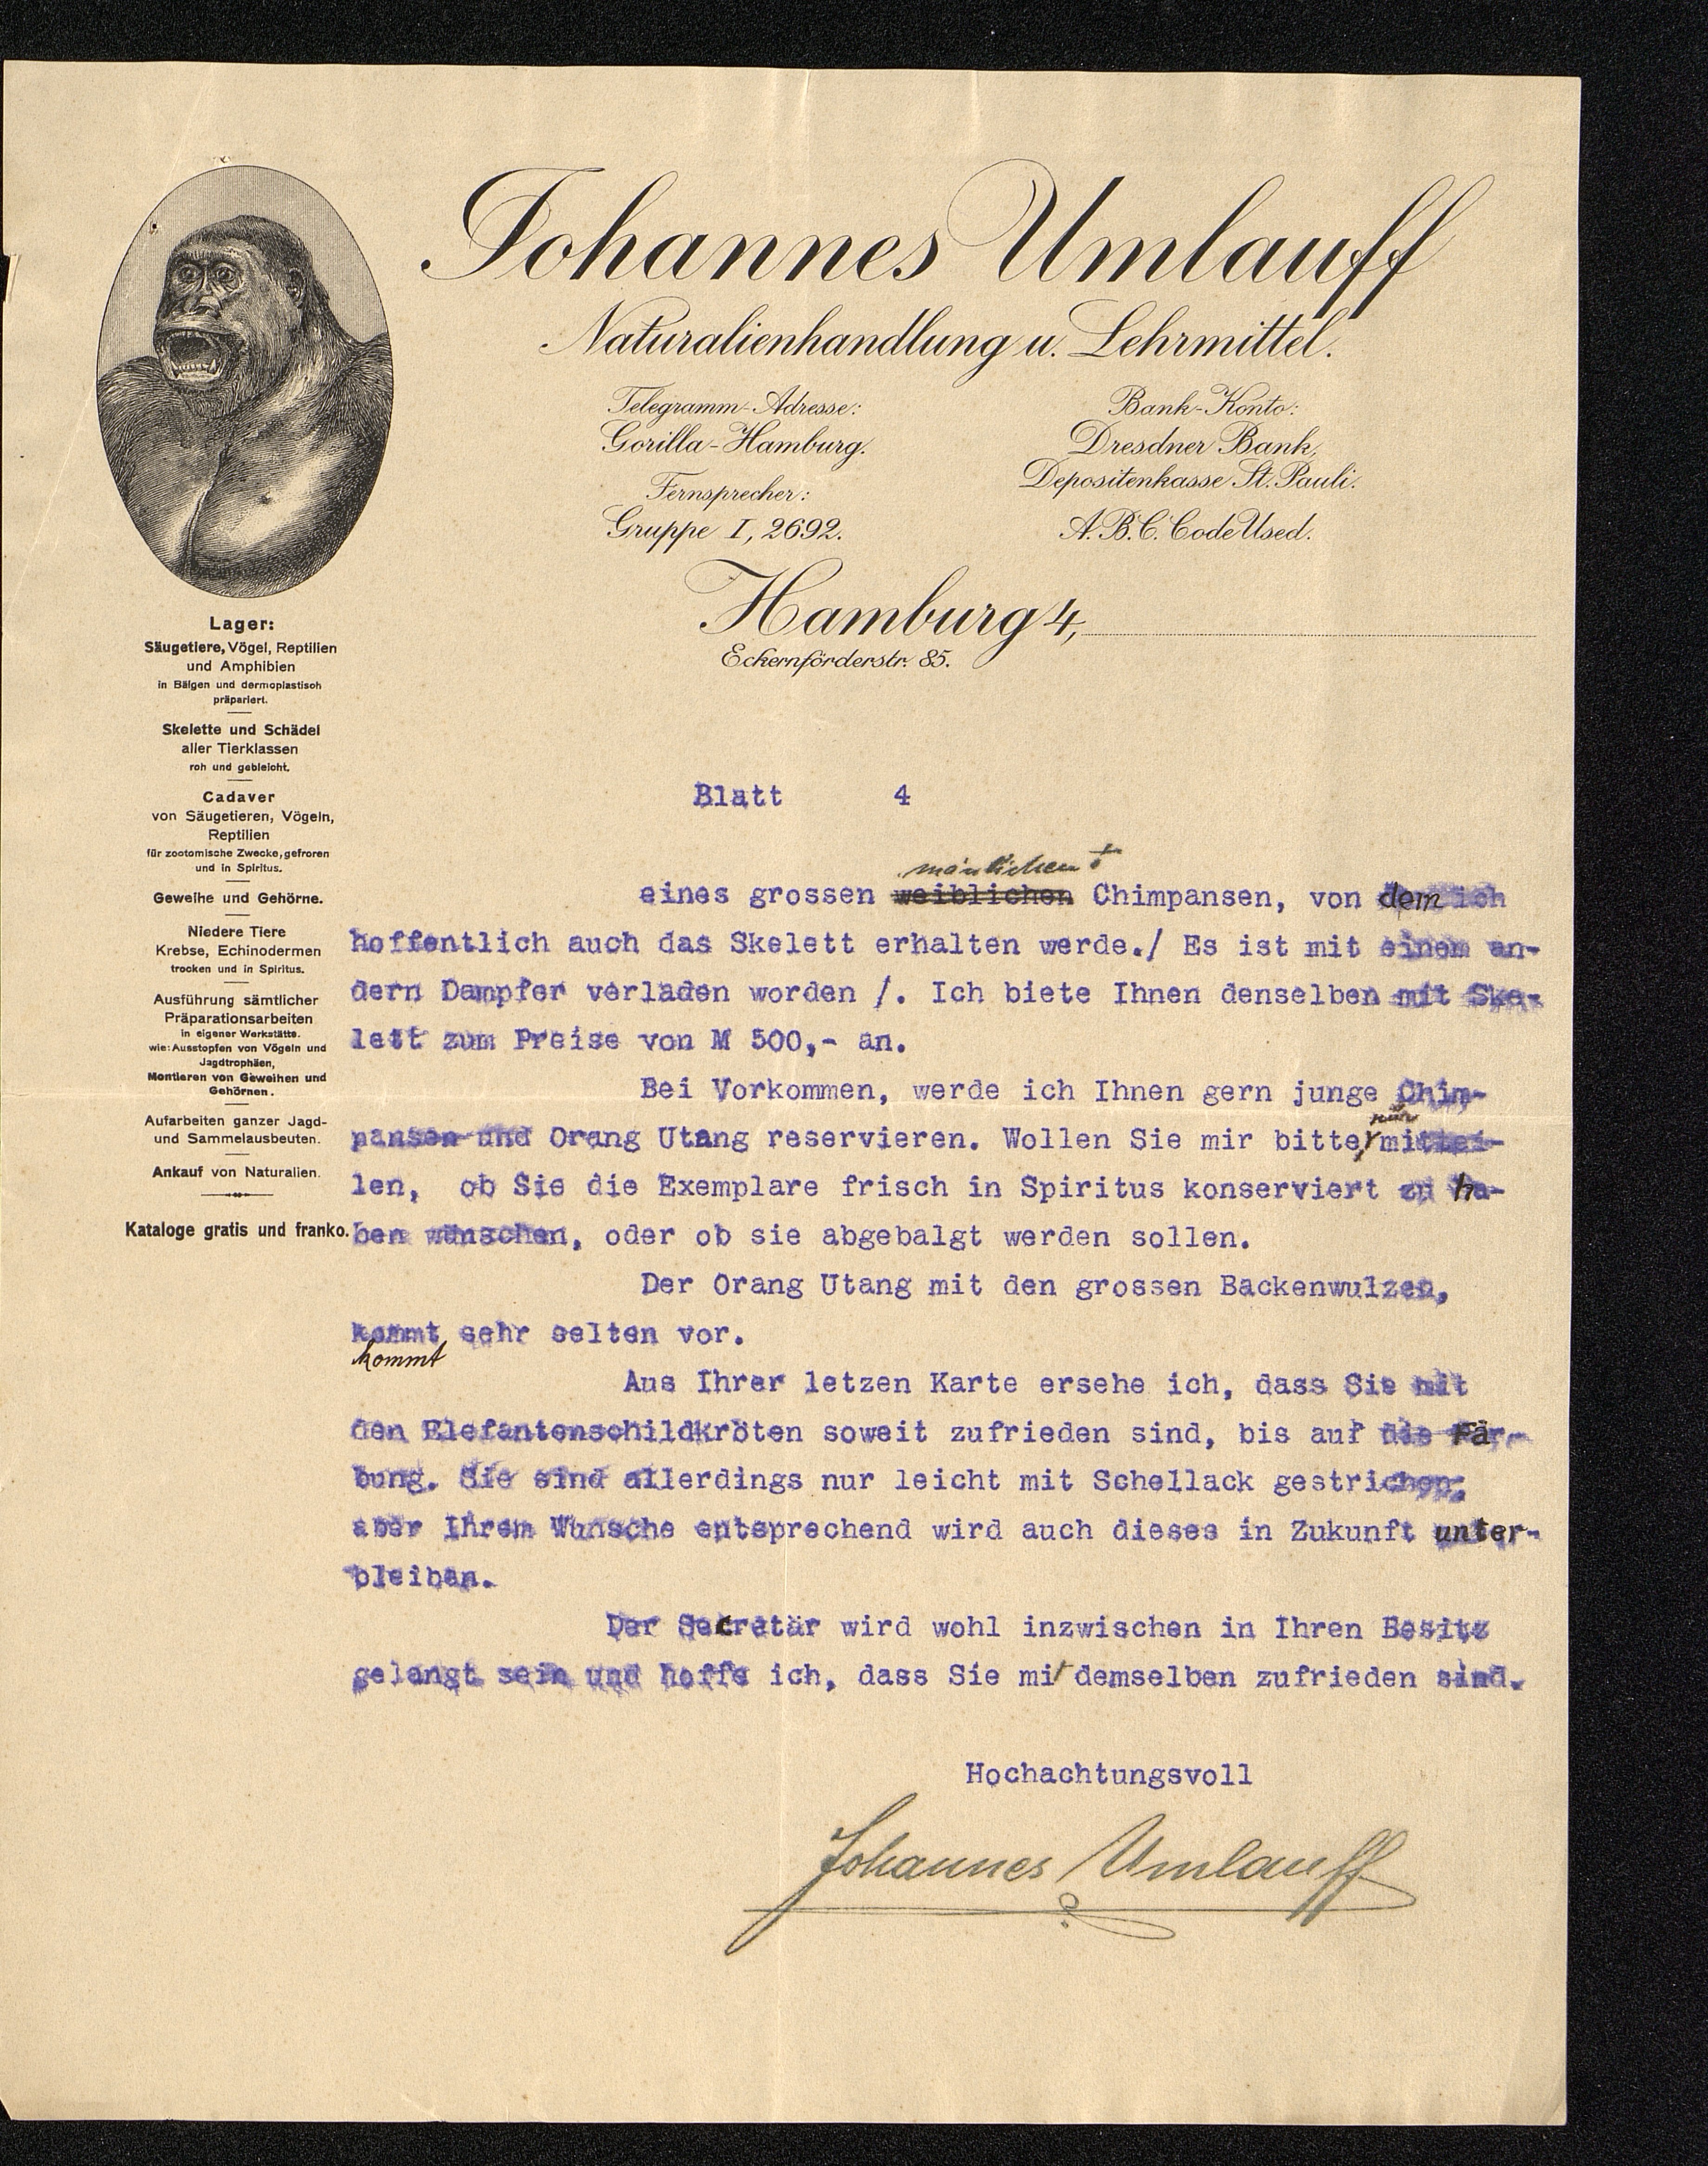 Johannes Umlauff
Naturalienhandlung u. Lehrmittel.
Telegramm-Adresse:
Gorilla-Hamburg.
Fernsprecher:
Gruppe I, 2692.
Bank-Konto:
Dresdner Bank,
Depositenkasse St. Pauli.
A.B.C. Code Used.
Hamburg 4,
Eckernförderstr. 85.
Lager:
Säugetiere, Vögel, Reptilien
und Amphibien
in Bälgen und dermoplastisch
präpariert.
Skelette und Schädel
aller Tierklassen
roh und gebleicht.
Cadaver
von Säugetieren, Vögeln,
Reptilien
für zootomische Zwecke, gefroren
und in Spiritus.
Geweihe und Gehörne.
Niedere Tiere
Krebse, Echinodermen
trocken und in Spiritus.
Ausführung sämtlicher
Präparationsarbeiten
in eigener Werkstätte.
wie: Ausstopfen von Vögeln und
Jagdtrophäen,
Montieren von Geweihen und
Gehörnen.
Aufarbeiten ganzer Jagd-
und Sammelausbeuten.
Ankauf von Naturalien.
Kataloge gratis und franko.
Blatt 4
mänlichen
eines grossen weiblichen Chimpansen, von dem ich
hoffentlich auch das Skelett erhalten werde./ Es ist mit einem an-
dern Dampfer verladen worden /. Ich biete Ihnen denselben mit Ske-
lett zum Preise von M 500,- an.
Bei Vorkommen, werde ich Ihnen gern junge Chim-
pansen und Orang Utang reservieren. Wollen Sie mir bitte mittei-
len, ob Sie die Exemplare frisch in Spiritus konserviert zu ha-
ben wünschen, oder ob sie abgebalgt werden sollen.
Der Orang Utang mit den grossen Backenwulzen,
kommt sehr selten vor.
kommt
Aus Ihrer letzen Karte ersehe ich, dass Sie mit
den Elefantenschildkröten soweit zufrieden sind, bis auf die Fär-
bung. Sie sind allerdings nur leicht mit Schellack gestrichen,
aber Ihrem Wunsche entsprechend wird auch dieses in Zukunft unter-
bleiben.
Der Secretär wird wohl inzwischen in Ihren Besitz
gelangt sein und hoffe ich, dass Sie mit demselben zufrieden sind.
Hochachtungsvoll
Johannes Umlauff